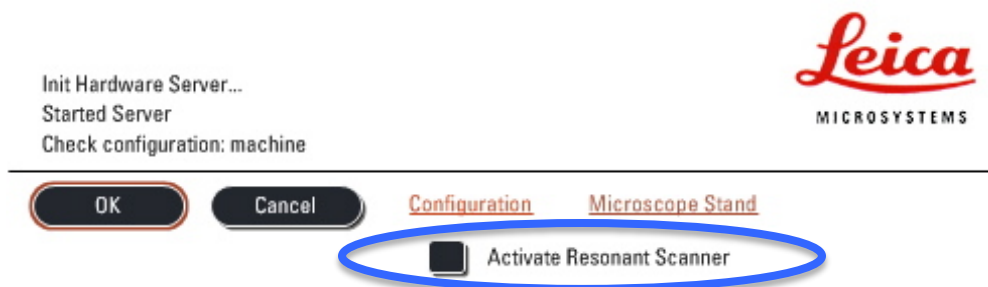 Leica
MICROSYSTEMS
Init Hardware Server...
Started Server
Check configuration: machine
OK Cancel Configuration Microscope Stand
Activate Resonant Scanner